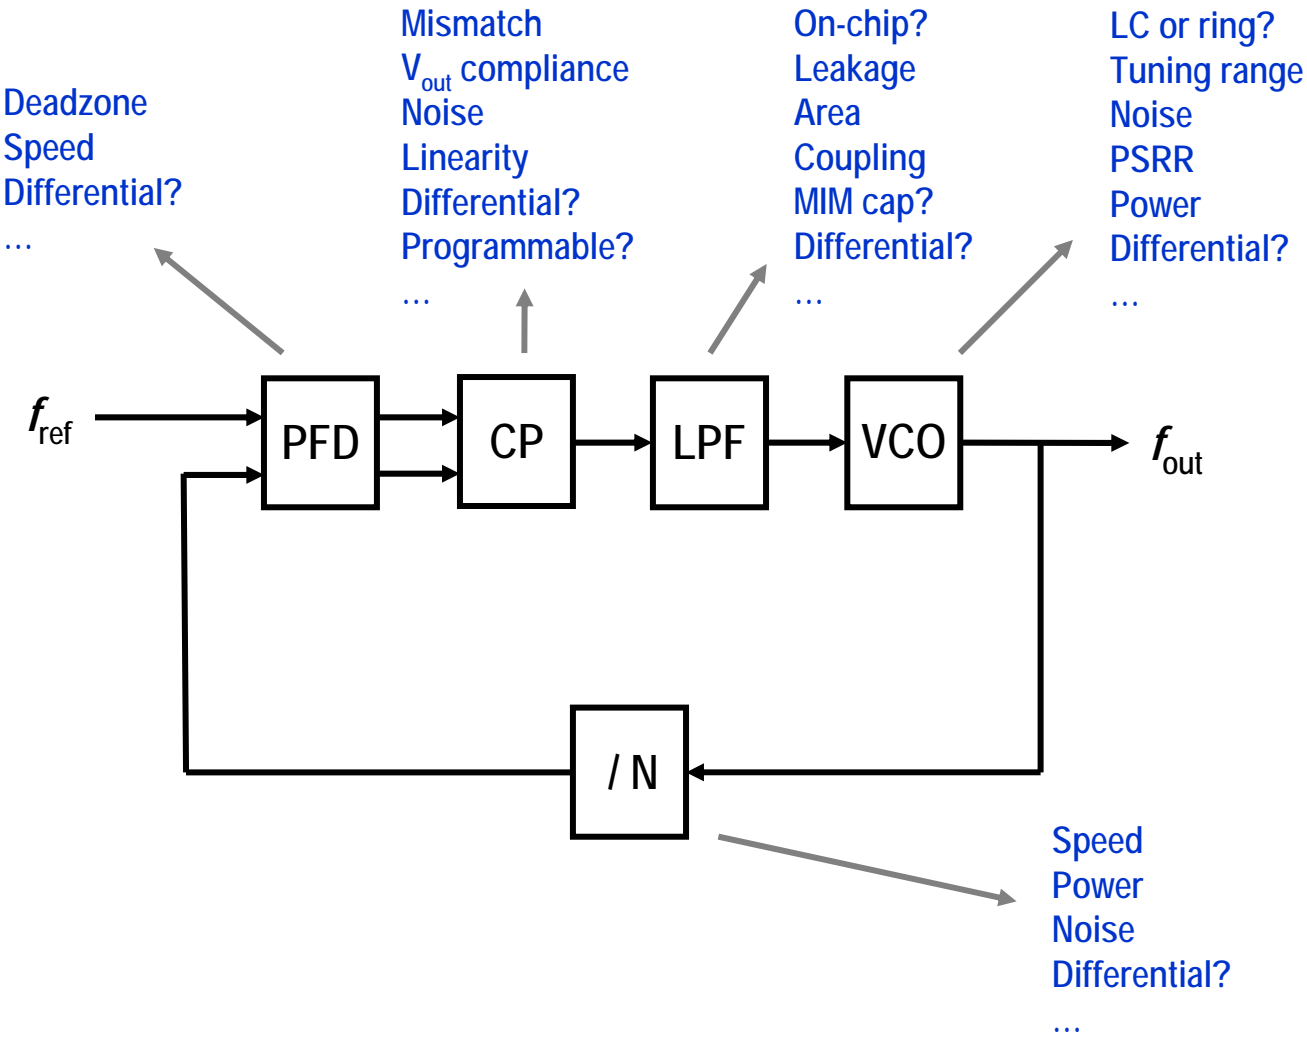 Mismatch
Vout compliance
Noise
Linearity
Differential?
Programmable?
…
On-chip?
Leakage
Area
Coupling
MIM cap?
Differential?
…
LC or ring?
Tuning range
Noise
PSRR
Power
Differential?
…
Deadzone
Speed
Differential?
…
fref
PFD
CP
LPF
VCO
fout
/ N
Speed
Power
Noise
Differential?
…